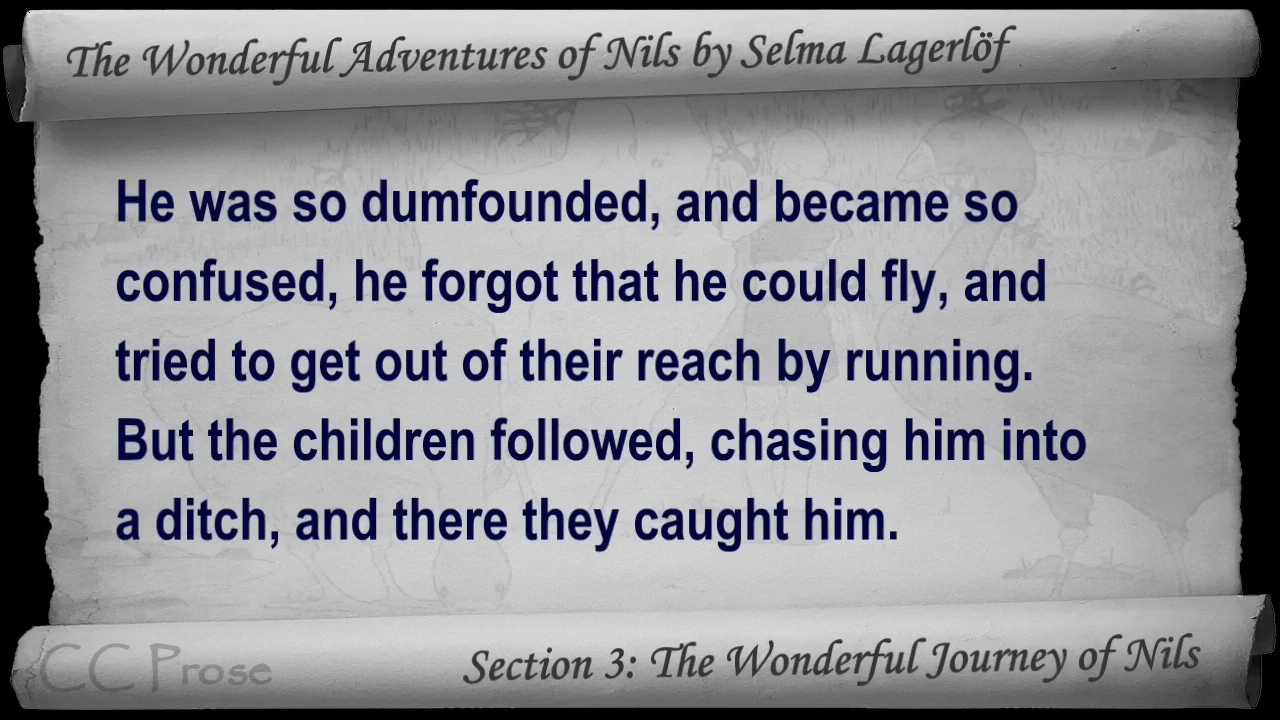 The Wonderful Adventures of Nils by Selma Lagerlöf
He was so dumfounded, and became so
confused, he forgot that he could fly, and
tried to get out of their reach by running.
But the children followed, chasing him into
a ditch, and there they caught him.
CC Prose
Section 3: The Wonderful Journey of Nils